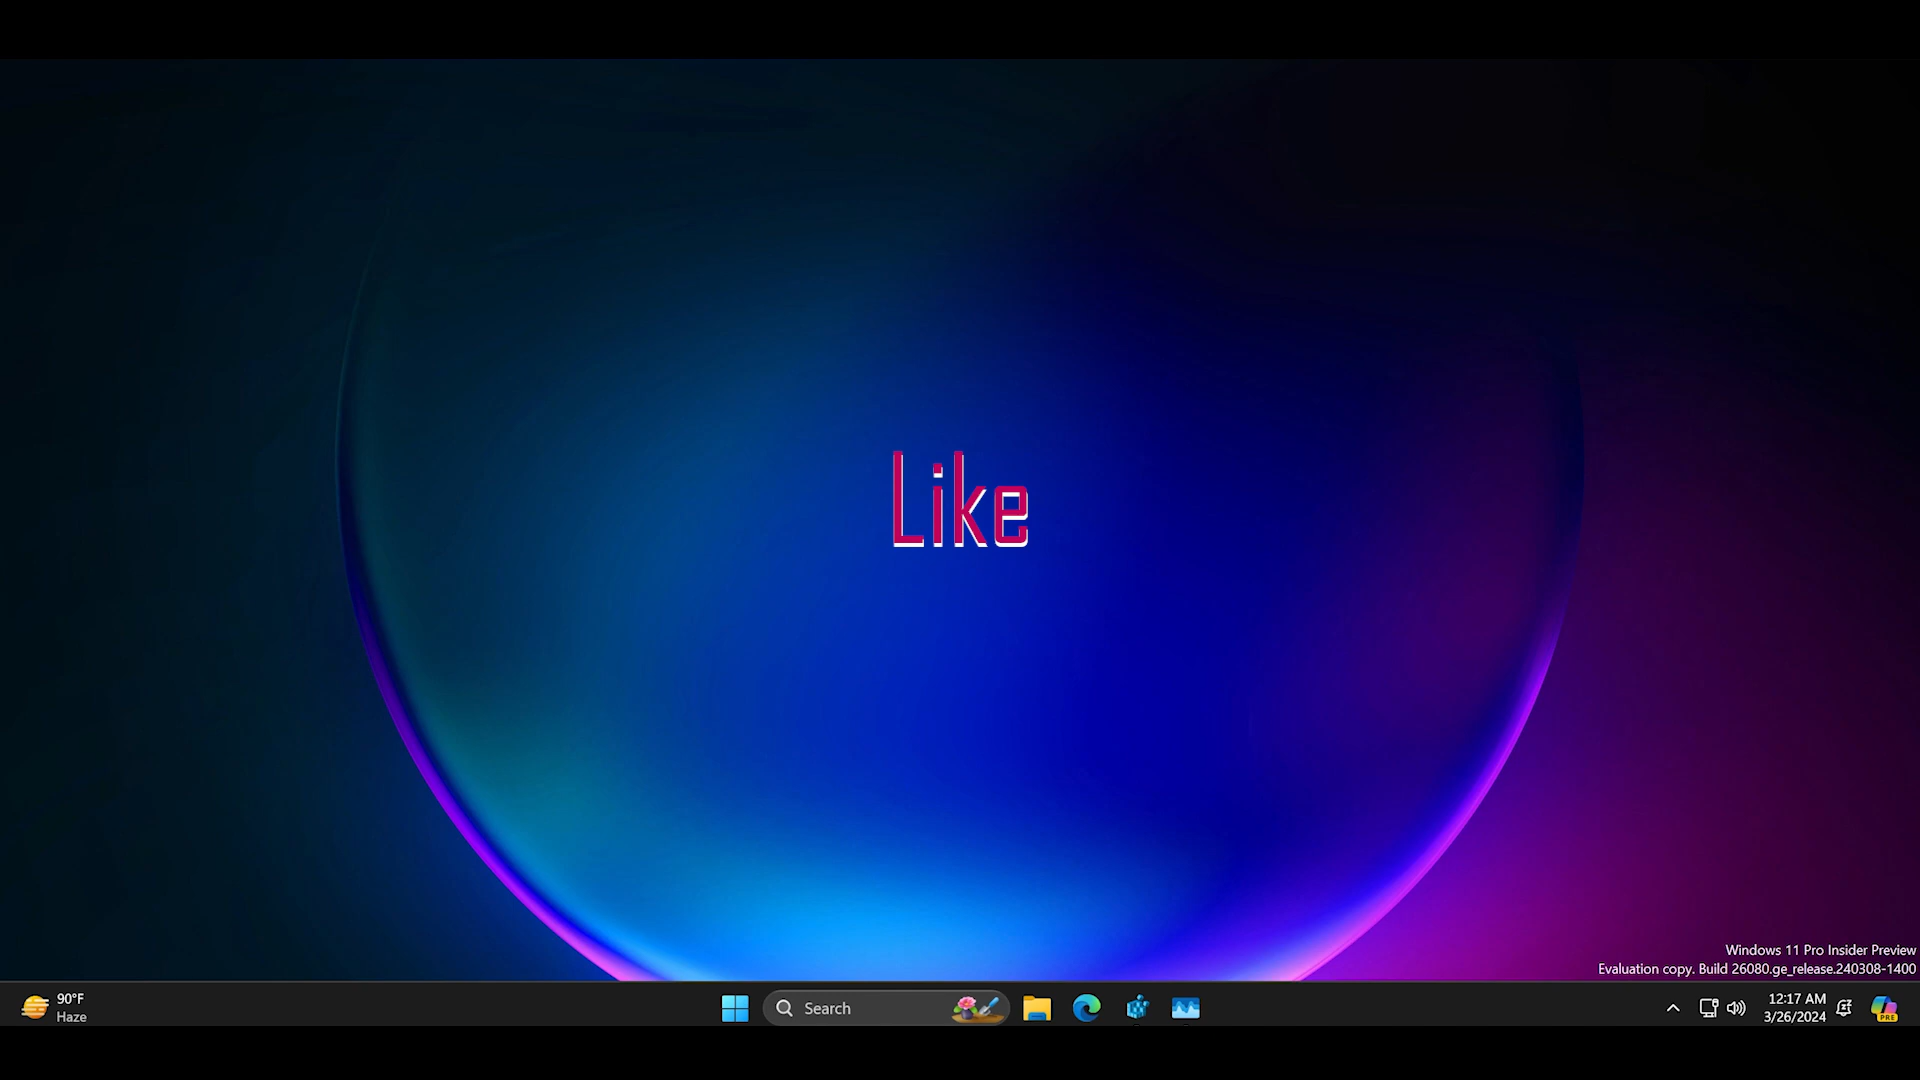 Like
Windows 11 Pro Insider Preview
Evaluation copy. Build 26080.ge_release.240308-1400
90°F
Haze
Search
12:17 AM
3/26/2024
PRE